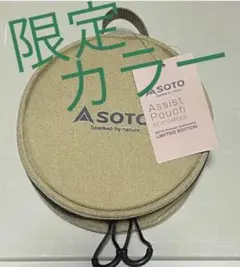 限定
カラー
SOTO
Sparked by nature.
SOTO
Assist
Pouch
LIMITED EDITION